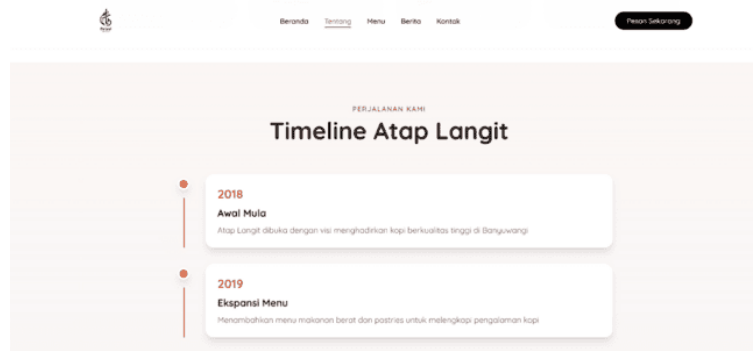 Beranda Tentang Menu Berita Kontak Pesan Sekarang
PERJALANAN KAMI
Timeline Atap Langit
2018
Awal Mula
Atap Langit dibuka dengan visi menghadirkan kopi berkualitas tinggi di Banyuwangi
2019
Ekspansi Menu
Menambahkan menu makanan berat dan pastries untuk melengkapi pengalaman kopi